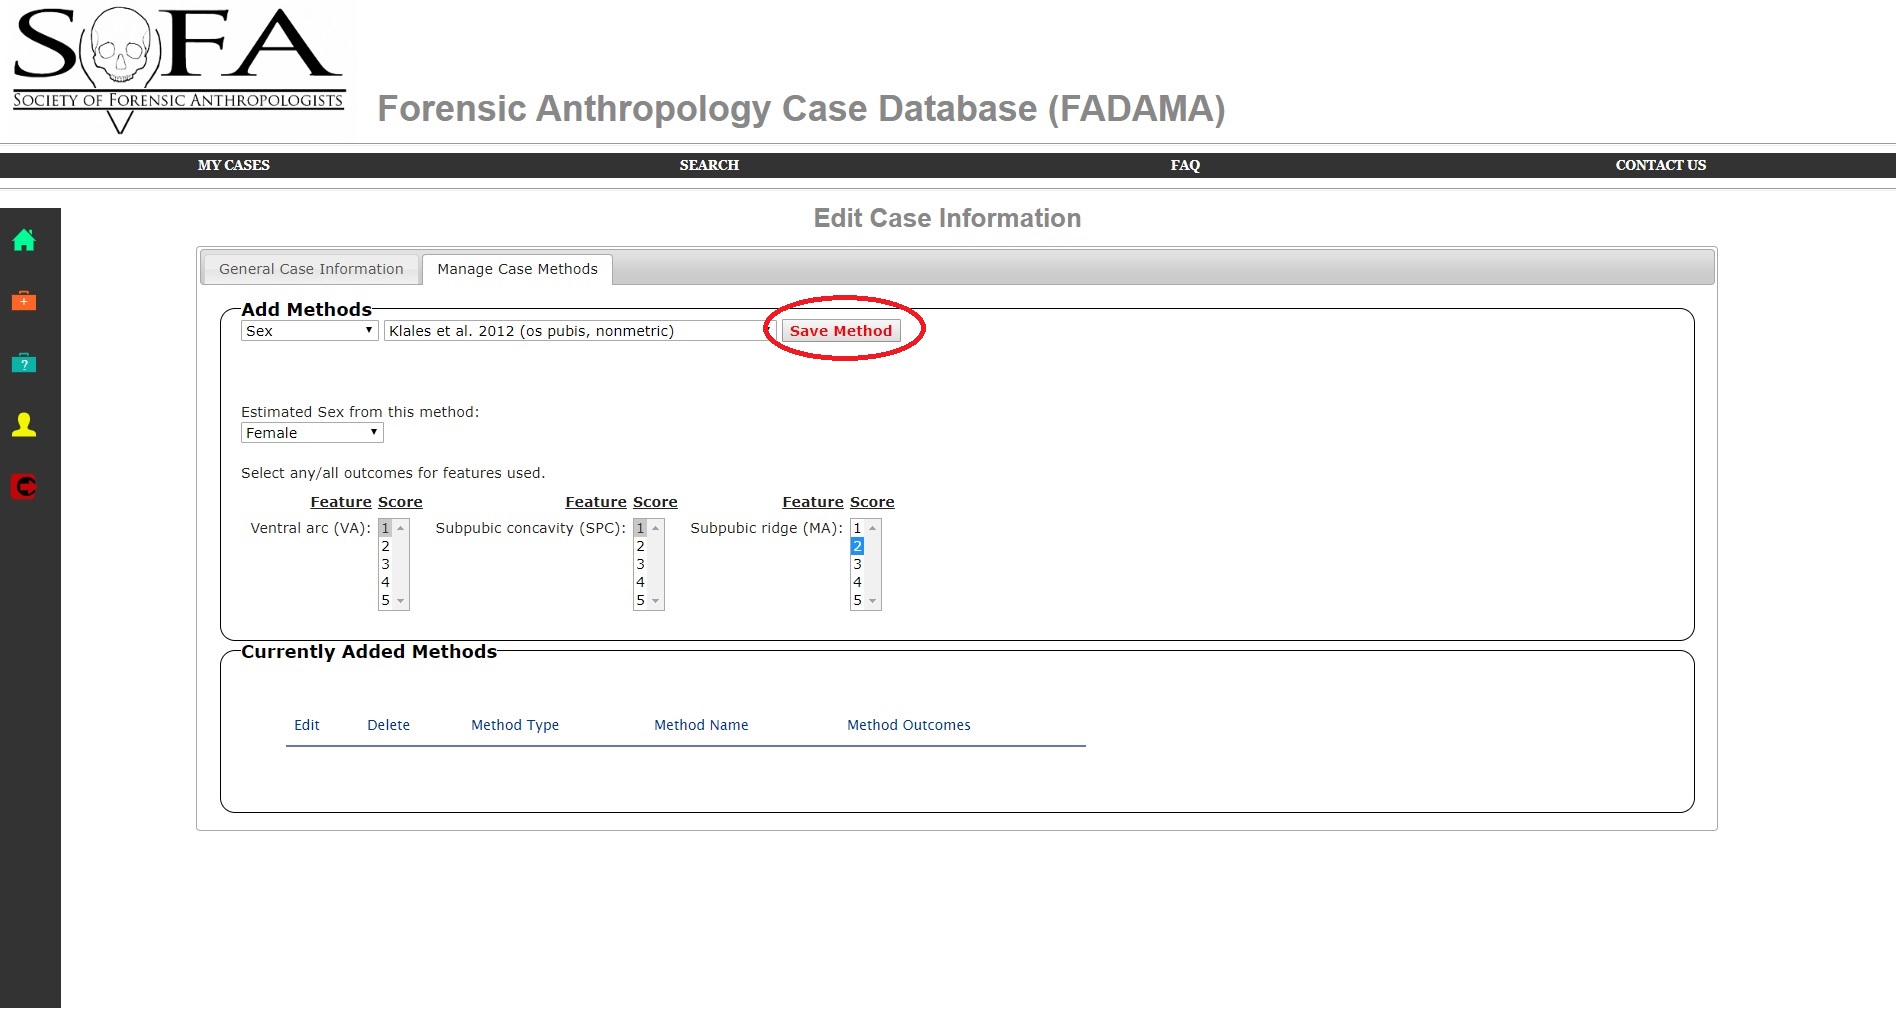 SOFA
SOCIETY OF FORENSIC ANTHROPOLOGISTS
Forensic Anthropology Case Database (FADAMA)
MY CASES SEARCH FAQ CONTACT US
Edit Case Information
General Case Information Manage Case Methods
Add Methods
Sex Klales et al. 2012 (os pubis, nonmetric) Save Method
Estimated Sex from this method:
Female
Select any/all outcomes for features used.
Feature Score Feature Score Feature Score
Ventral arc (VA): 1 Subpubic concavity (SPC): 1 Subpubic ridge (MA): 1
2 2 2
3 3 3
4 4 4
5 5 5
Currently Added Methods
Edit Delete Method Type Method Name Method Outcomes